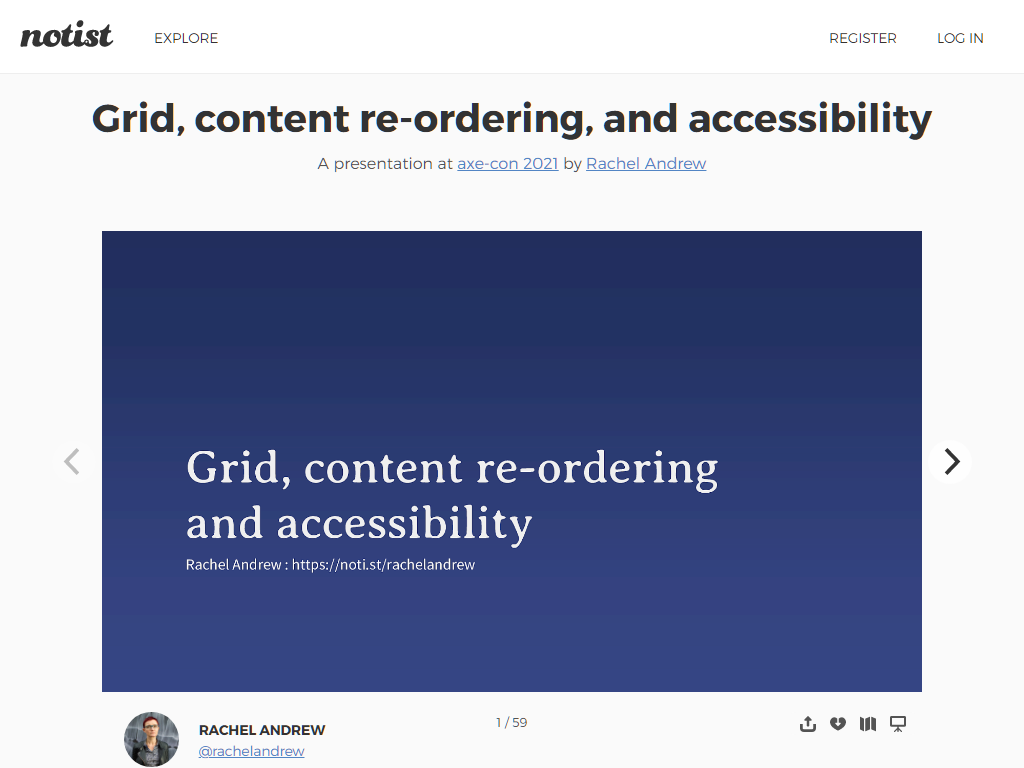 notist
EXPLORE
REGISTER
LOG IN
Grid, content re-ordering, and accessibility
A presentation at axe-con 2021 by Rachel Andrew
Grid, content re-ordering
and accessibility
Rachel Andrew : https://noti.st/rachelandrew
RACHEL ANDREW
@rachelandrew
1 / 59